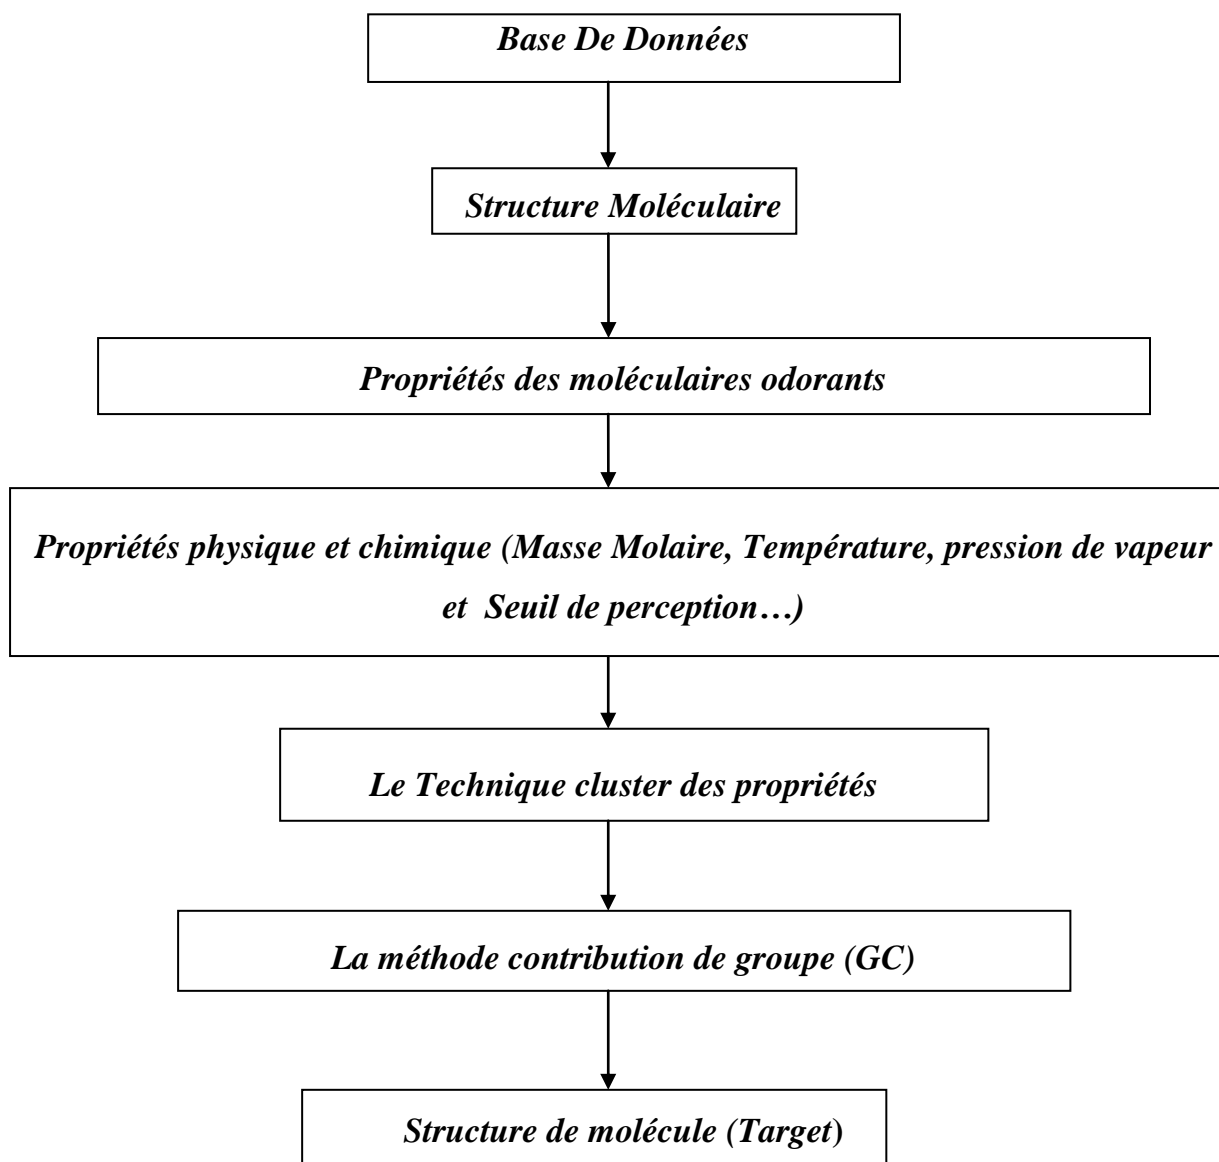 Base De Données
Structure Moléculaire
Propriétés des moléculaires odorants
Propriétés physique et chimique (Masse Molaire, Température, pression de vapeur
et Seuil de perception…)
Le Technique cluster des propriétés
La méthode contribution de groupe (GC)
Structure de molécule (Target)